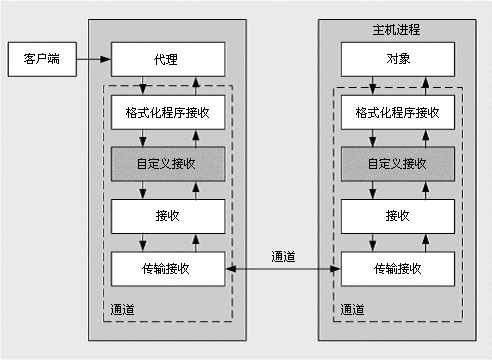 主机进程
客户端
代理
对象
格式化程序接收
格式化程序接收
自定义接收
自定义接收
接收
接收
通道
传输接收
传输接收
通道
通道